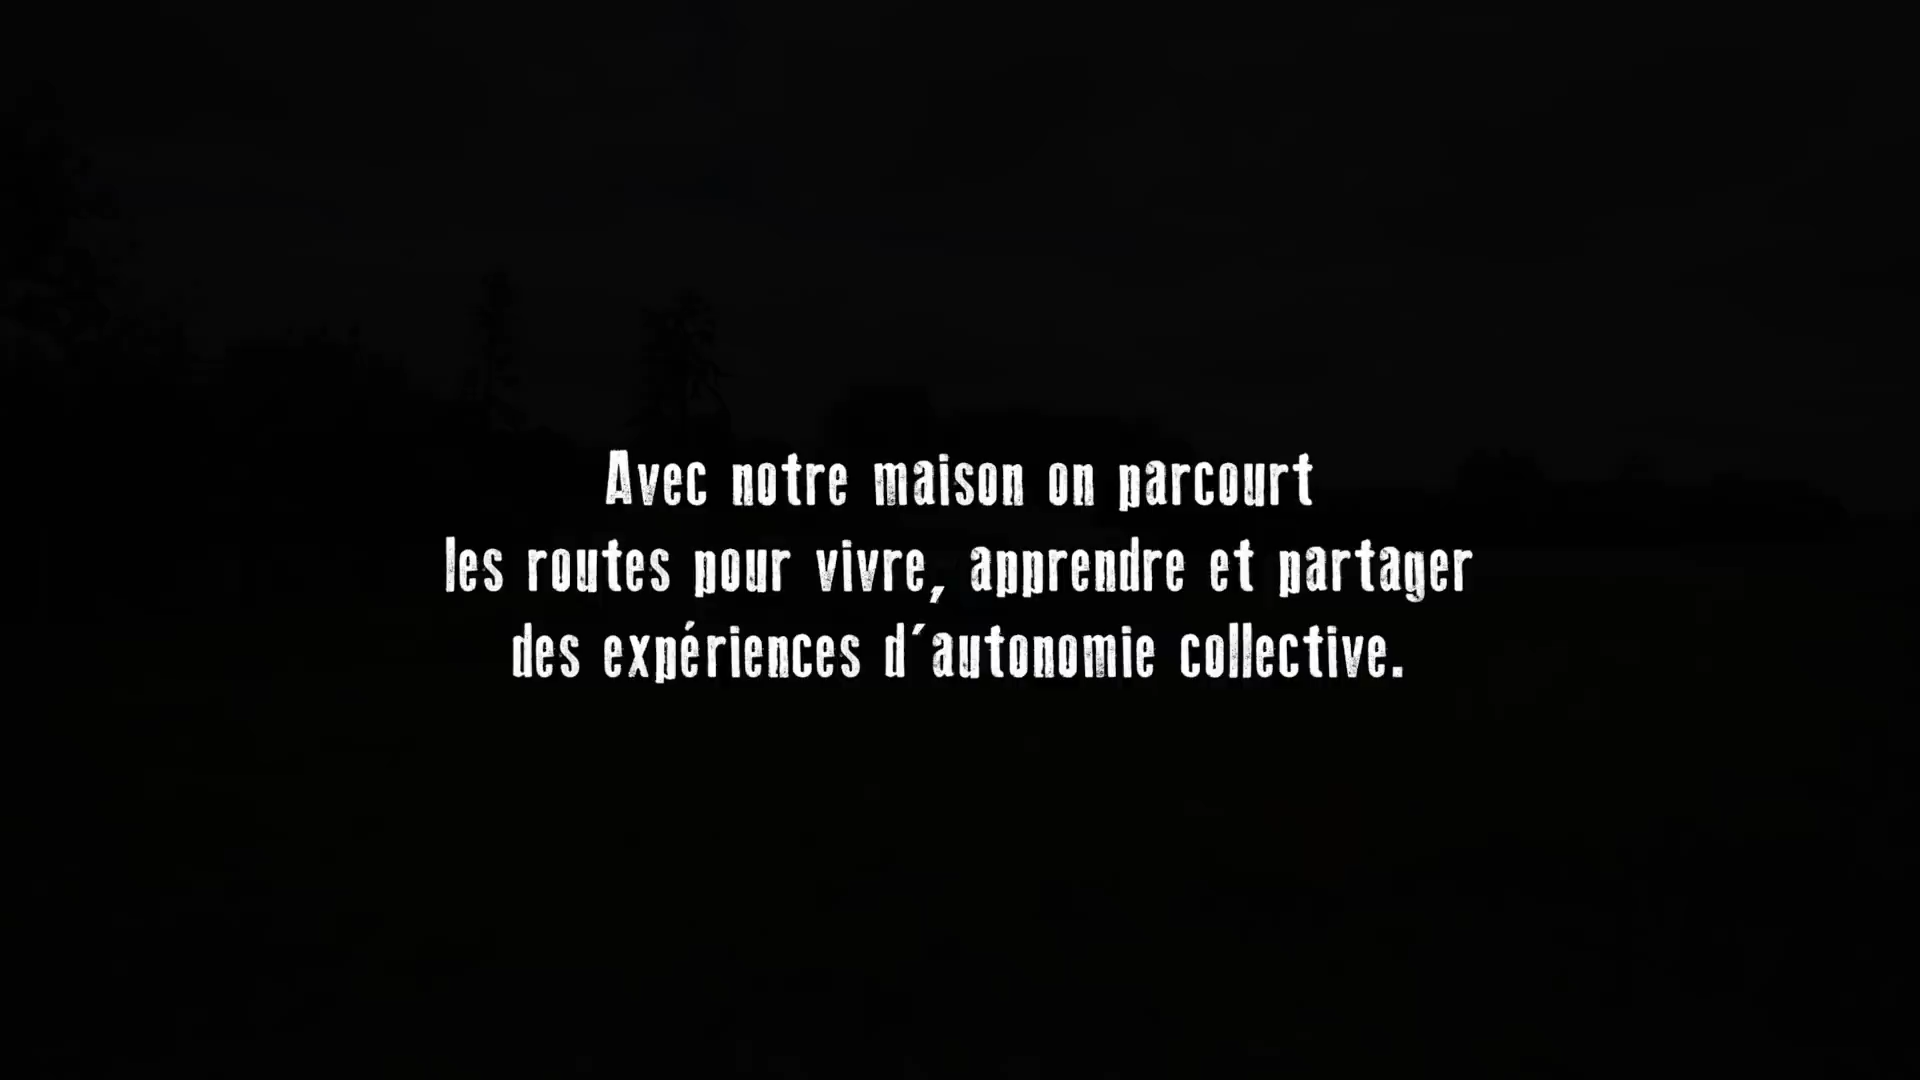 Avec notre maison on parcourt
les routes pour vivre, apprendre et partager
des expériences d'autonomie collective.